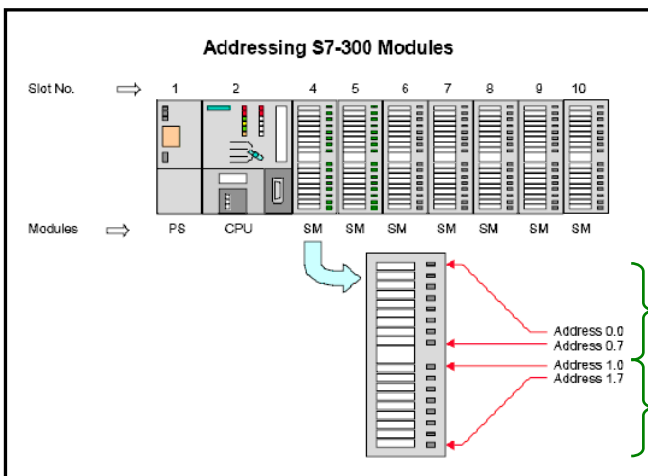 Addressing S7-300 Modules
Slot No. 1 2 4 5 6 7 8 9 10
Modules PS CPU SM SM SM SM SM SM SM
Address 0.0
Address 0.7
Address 1.0
Address 1.7